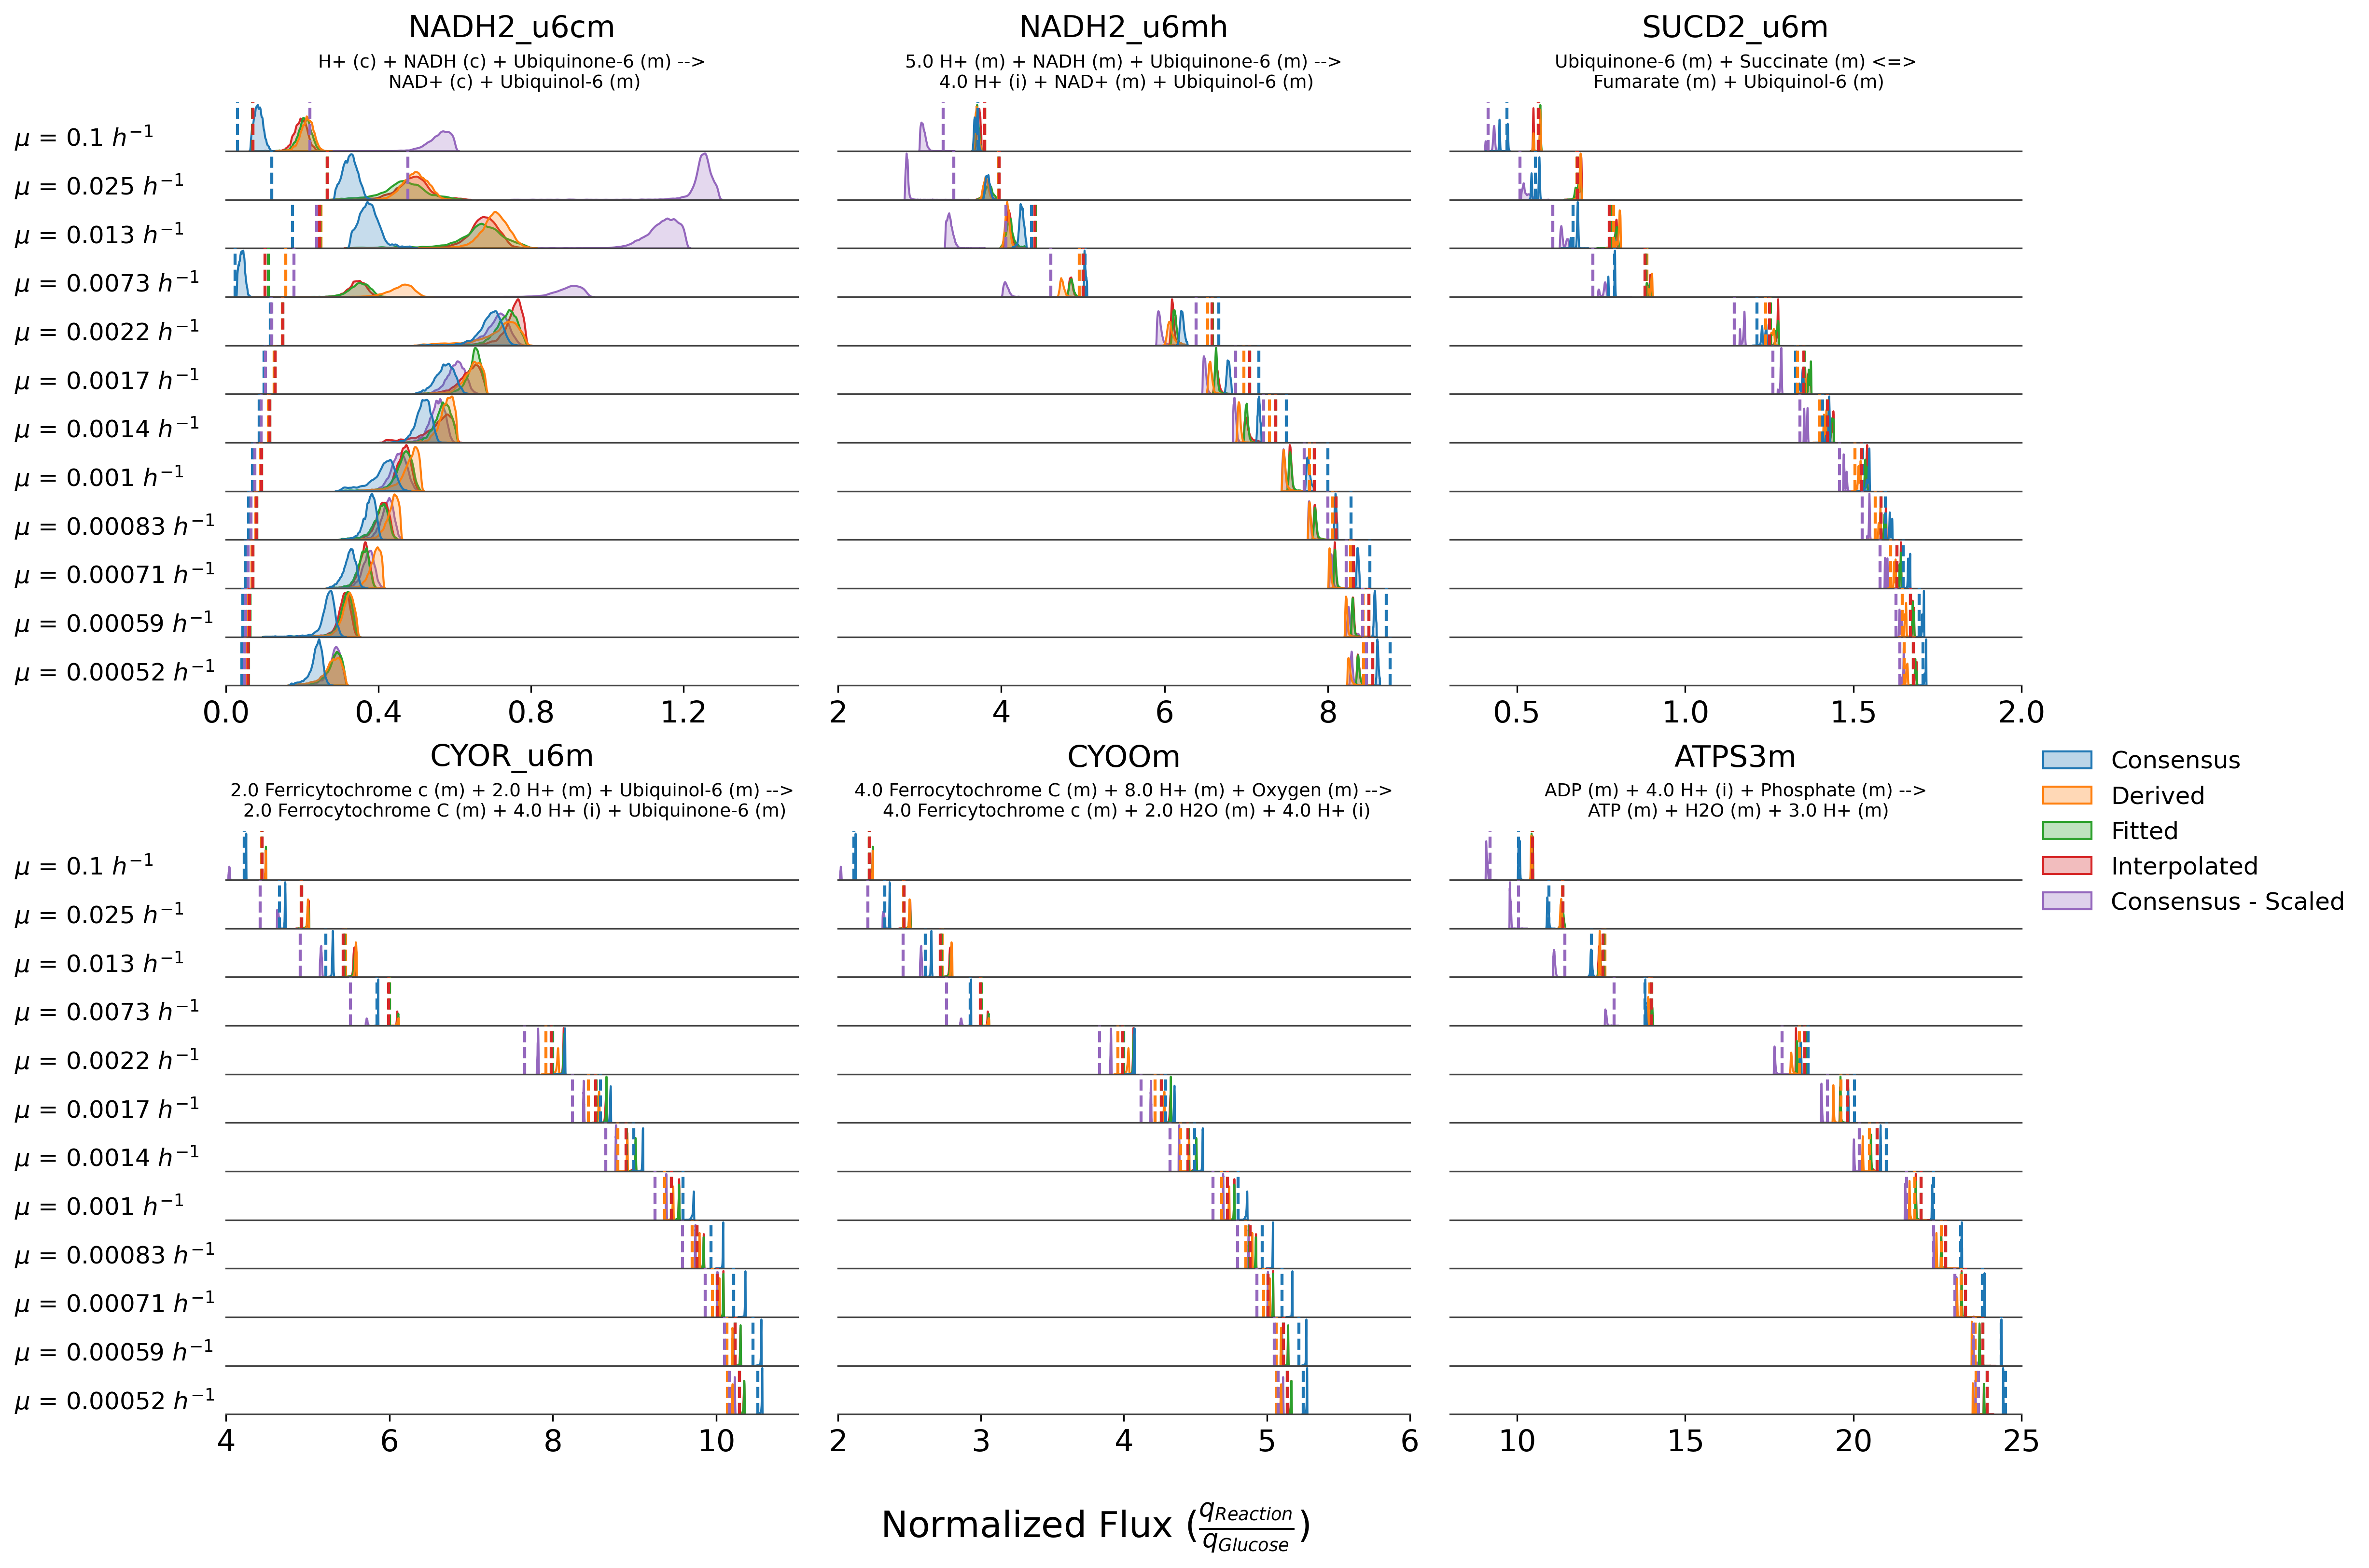 NADH2_u6cm
H+ (c) + NADH (c) + Ubiquinone-6 (m) -->
NAD+ (c) + Ubiquinol-6 (m)
NADH2_u6mh
5.0 H+ (m) + NADH (m) + Ubiquinone-6 (m) -->
4.0 H+ (i) + NAD+ (m) + Ubiquinol-6 (m)
SUCD2_u6m
Ubiquinone-6 (m) + Succinate (m) <=>
Fumarate (m) + Ubiquinol-6 (m)
μ = 0.1 h⁻¹
μ = 0.025 h⁻¹
μ = 0.013 h⁻¹
μ = 0.0073 h⁻¹
μ = 0.0022 h⁻¹
μ = 0.0017 h⁻¹
μ = 0.0014 h⁻¹
μ = 0.001 h⁻¹
μ = 0.00083 h⁻¹
μ = 0.00071 h⁻¹
μ = 0.00059 h⁻¹
μ = 0.00052 h⁻¹
0.0 0.4 0.8 1.2
2 4 6 8
0.5 1.0 1.5 2.0
CYOR_u6m
2.0 Ferricytochrome c (m) + 2.0 H+ (m) + Ubiquinol-6 (m) -->
2.0 Ferrocytochrome C (m) + 4.0 H+ (i) + Ubiquinone-6 (m)
CYOOm
4.0 Ferrocytochrome C (m) + 8.0 H+ (m) + Oxygen (m) -->
4.0 Ferricytochrome c (m) + 2.0 H2O (m) + 4.0 H+ (i)
ATPS3m
ADP (m) + 4.0 H+ (i) + Phosphate (m) -->
ATP (m) + H2O (m) + 3.0 H+ (m)
Consensus
Derived
Fitted
Interpolated
Consensus - Scaled
μ = 0.1 h⁻¹
μ = 0.025 h⁻¹
μ = 0.013 h⁻¹
μ = 0.0073 h⁻¹
μ = 0.0022 h⁻¹
μ = 0.0017 h⁻¹
μ = 0.0014 h⁻¹
μ = 0.001 h⁻¹
μ = 0.00083 h⁻¹
μ = 0.00071 h⁻¹
μ = 0.00059 h⁻¹
μ = 0.00052 h⁻¹
4 6 8 10
2 3 4 5 6
10 15 20 25
Normalized Flux (q_Reaction / q_Glucose)